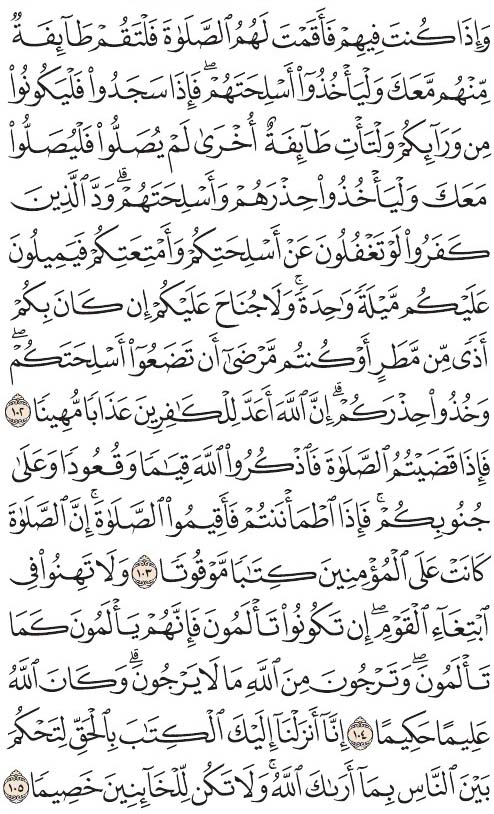 وَإِذَا كُنتَ فِيهِمۡ فَأَقَمۡتَ لَهُمُ ٱلصَّلَوٰةَ فَلۡتَقُمۡ طَآئِفَةٞ
مِّنۡهُم مَّعَكَ وَلۡيَأۡخُذُوٓاْ أَسۡلِحَتَهُمۡۖ فَإِذَا سَجَدُواْ فَلۡيَكُونُواْ
مِن وَرَآئِكُمۡ وَلۡتَأۡتِ طَآئِفَةٌ أُخۡرَىٰ لَمۡ يُصَلُّواْ فَلۡيُصَلُّواْ
مَعَكَ وَلۡيَأۡخُذُواْ حِذۡرَهُمۡ وَأَسۡلِحَتَهُمۡۗ وَدَّ ٱلَّذِينَ
كَفَرُواْ لَوۡ تَغۡفُلُونَ عَنۡ أَسۡلِحَتِكُمۡ وَأَمۡتِعَتِكُمۡ فَيَمِيلُونَ
عَلَيۡكُم مَّيۡلَةٗ وَٰحِدَةٗۚ وَلَا جُنَاحَ عَلَيۡكُمۡ إِن كَانَ بِكُمۡ
أَذٗى مِّن مَّطَرٍ أَوۡ كُنتُم مَّرۡضَىٰٓ أَن تَضَعُوٓاْ أَسۡلِحَتَكُمۡۖ
وَخُذُواْ حِذۡرَكُمۡۗ إِنَّ ٱللَّهَ أَعَدَّ لِلۡكَٰفِرِينَ عَذَابٗا مُّهِينٗا ١٠٢
فَإِذَا قَضَيۡتُمُ ٱلصَّلَوٰةَ فَٱذۡكُرُواْ ٱللَّهَ قِيَٰمٗا وَقُعُودٗا وَعَلَىٰ
جُنُوبِكُمۡۚ فَإِذَا ٱطۡمَأۡنَنتُمۡ فَأَقِيمُواْ ٱلصَّلَوٰةَۚ إِنَّ ٱلصَّلَوٰةَ
كَانَتۡ عَلَى ٱلۡمُؤۡمِنِينَ كِتَٰبٗا مَّوۡقُوتٗا ١٠٣ وَلَا تَهِنُواْ فِي
ٱبۡتِغَآءِ ٱلۡقَوۡمِۖ إِن تَكُونُواْ تَأۡلَمُونَ فَإِنَّهُمۡ يَأۡلَمُونَ كَمَا
تَأۡلَمُونَۖ وَتَرۡجُونَ مِنَ ٱللَّهِ مَا لَا يَرۡجُونَۗ وَكَانَ ٱللَّهُ
عَلِيمًا حَكِيمًا ١٠٤ إِنَّآ أَنزَلۡنَآ إِلَيۡكَ ٱلۡكِتَٰبَ بِٱلۡحَقِّ لِتَحۡكُمَ
بَيۡنَ ٱلنَّاسِ بِمَآ أَرَىٰكَ ٱللَّهُۚ وَلَا تَكُن لِّلۡخَآئِنِينَ خَصِيمٗا ١٠٥